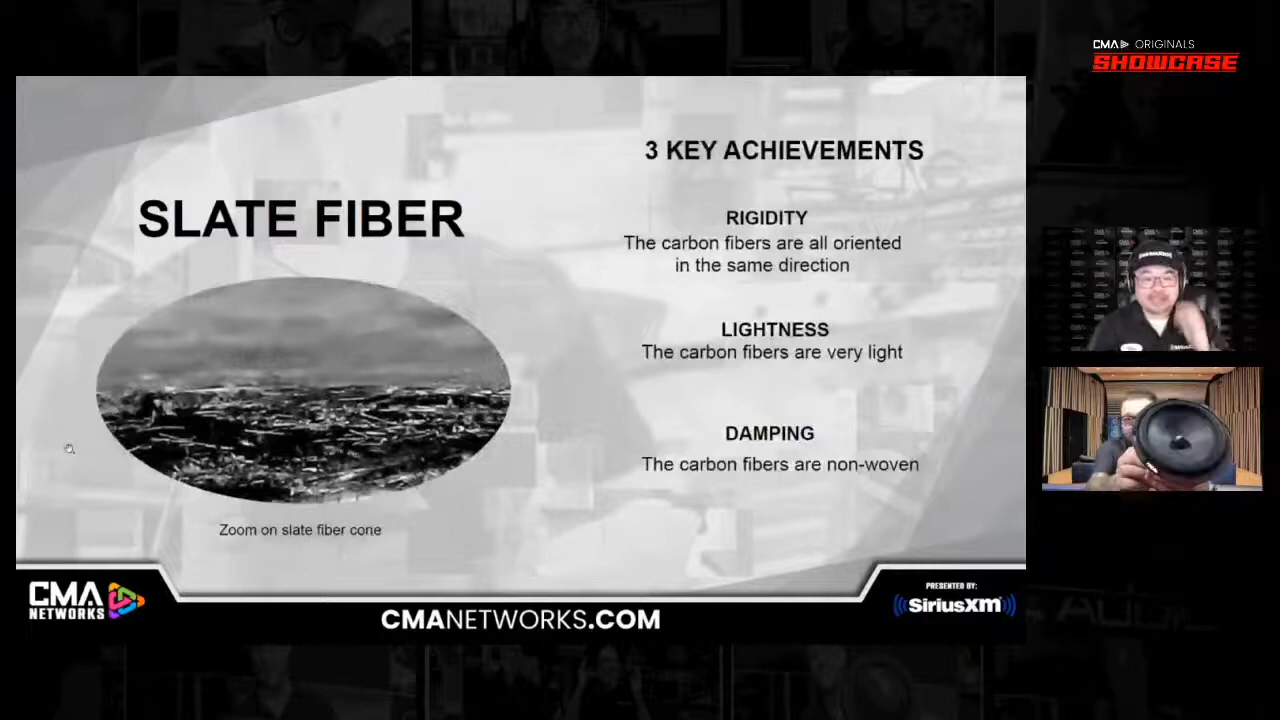 CMA ORIGINALS
SHOWCASE
3 KEY ACHIEVEMENTS
SLATE FIBER
RIGIDITY
The carbon fibers are all oriented
in the same direction
LIGHTNESS
The carbon fibers are very light
DAMPING
The carbon fibers are non-woven
Zoom on slate fiber cone
CMA
NETWORKS
CMANETWORKS.COM
PRESENTED BY:
SiriusXM